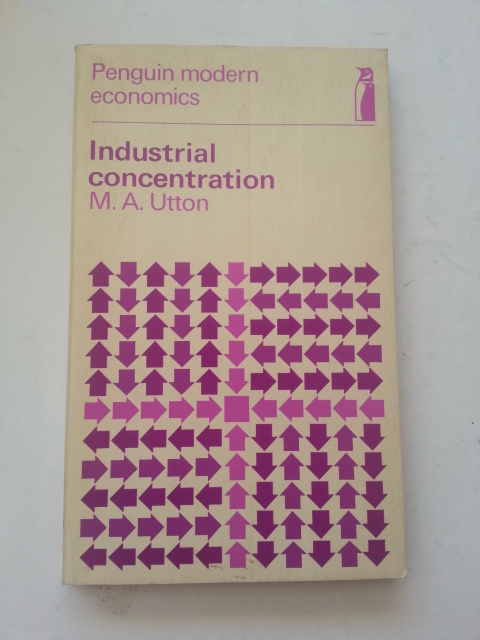 Penguin modern
economics
Industrial
concentration
M. A. Utton